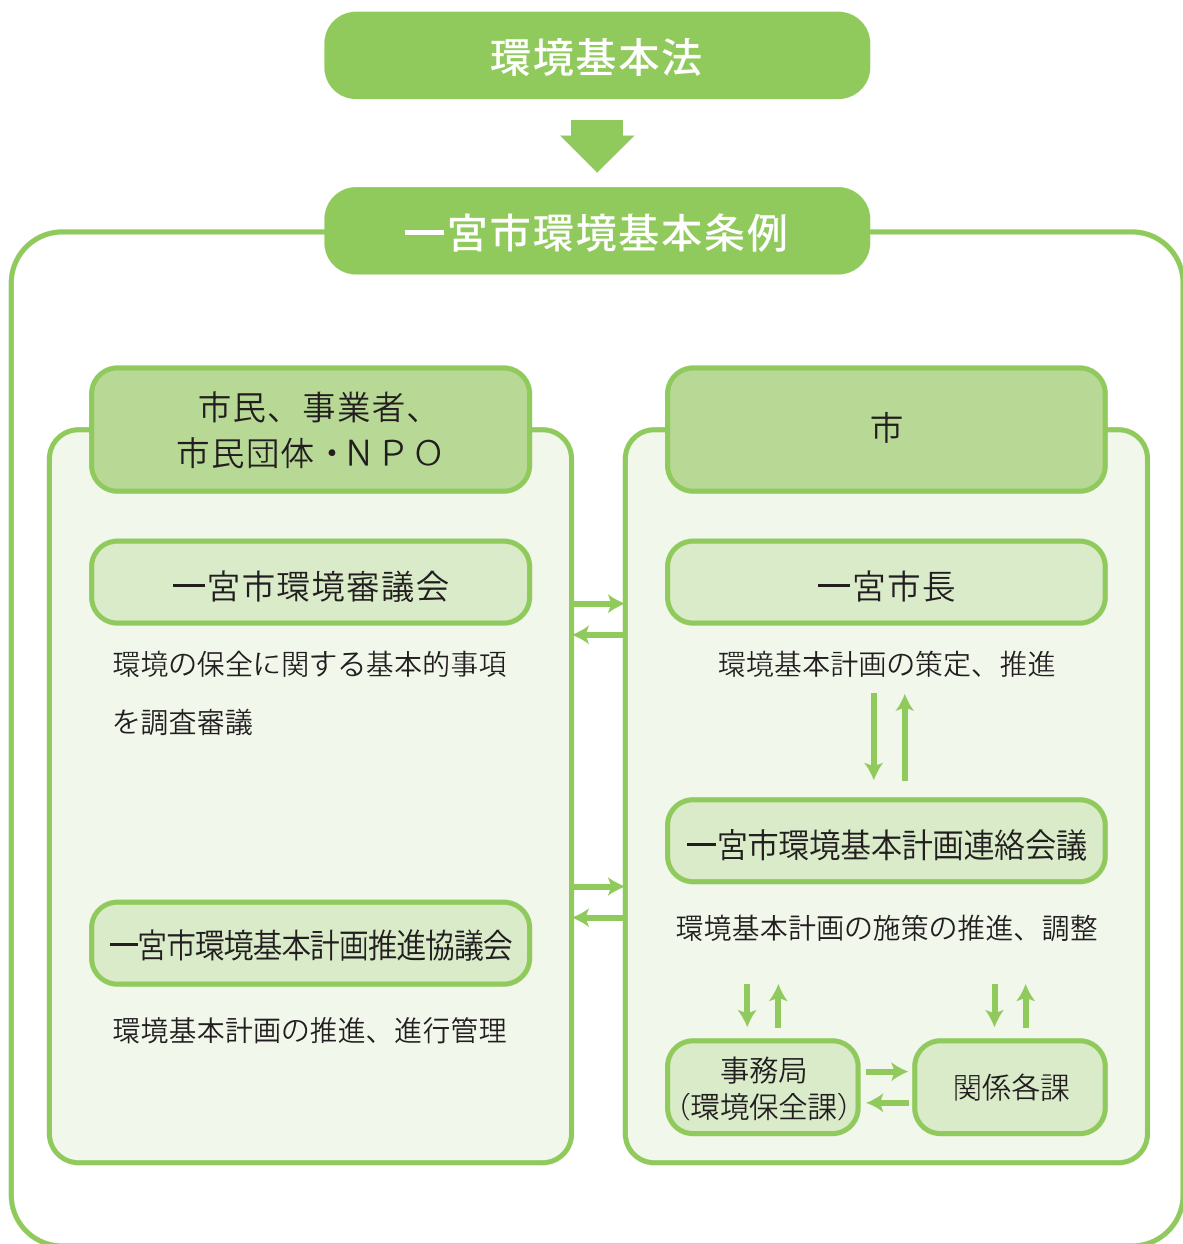 環境基本法
一宮市環境基本条例
市民、事業者、
市民団体・ＮＰＯ
一宮市環境審議会
環境の保全に関する基本的事項
を調査審議
一宮市環境基本計画推進協議会
環境基本計画の推進、進行管理
市
一宮市長
環境基本計画の策定、推進
一宮市環境基本計画連絡会議
環境基本計画の施策の推進、調整
事務局
（環境保全課）
関係各課